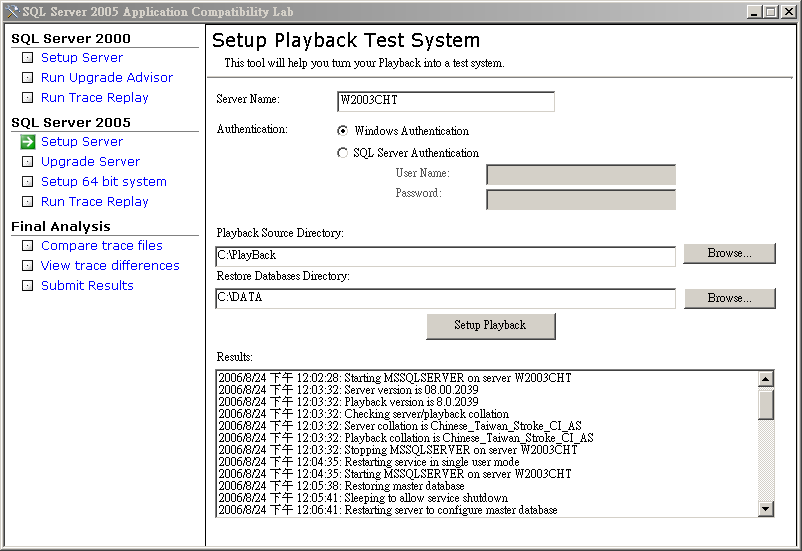 SQL Server 2005 Application Compatibility Lab
SQL Server 2000
Setup Server
Run Upgrade Advisor
Run Trace Replay
SQL Server 2005
Setup Server
Upgrade Server
Setup 64 bit system
Run Trace Replay
Final Analysis
Compare trace files
View trace differences
Submit Results
Setup Playback Test System
This tool will help you turn your Playback into a test system.
Server Name:
W2003CHT
Authentication:
Windows Authentication
SQL Server Authentication
User Name:
Password:
Playback Source Directory:
C:\PlayBack
Browse...
Restore Databases Directory:
C:\DATA
Browse...
Setup Playback
Results:
2006/8/24 下午 12:02:28: Starting MSSQLSERVER on server W2003CHT
2006/8/24 下午 12:03:32: Server version is 08.00.2039
2006/8/24 下午 12:03:32: Playback version is 8.0.2039
2006/8/24 下午 12:03:32: Checking server/playback collation
2006/8/24 下午 12:03:32: Server collation is Chinese_Taiwan_Stroke_CI_AS
2006/8/24 下午 12:03:32: Playback collation is Chinese_Taiwan_Stroke_CI_AS
2006/8/24 下午 12:03:32: Stopping MSSQLSERVER on server W2003CHT
2006/8/24 下午 12:04:35: Restarting service in single user mode
2006/8/24 下午 12:04:35: Starting MSSQLSERVER on server W2003CHT
2006/8/24 下午 12:05:38: Restoring master database
2006/8/24 下午 12:05:41: Sleeping to allow service shutdown
2006/8/24 下午 12:06:41: Restarting server to configure master database